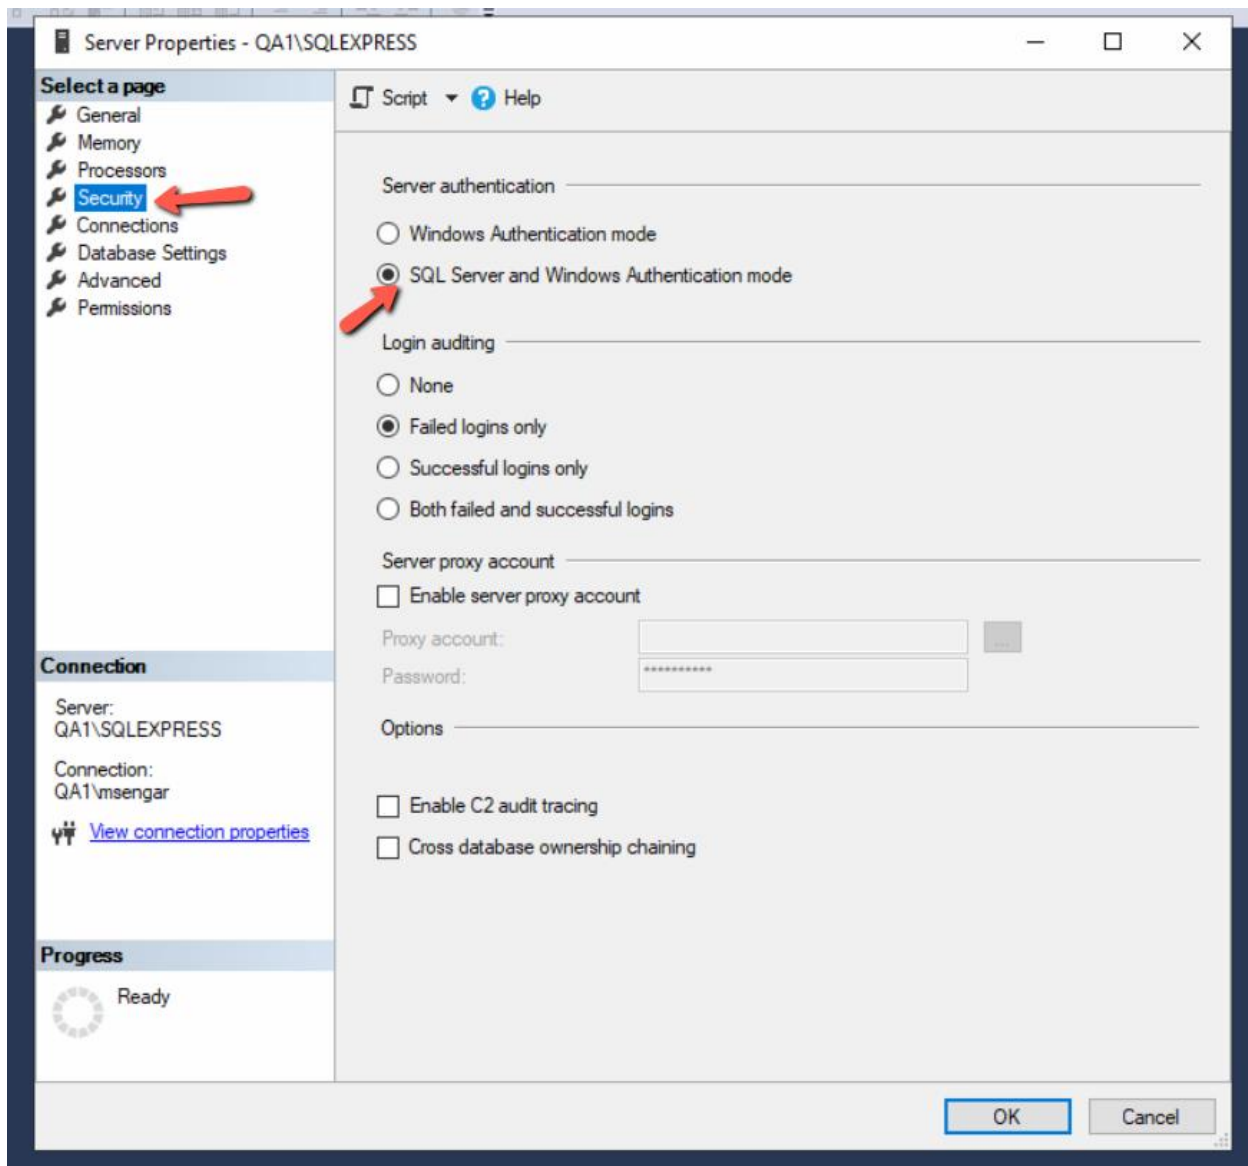 Server Properties - QA1\SQLEXPRESS
Select a page
General
Memory
Processors
Security
Connections
Database Settings
Advanced
Permissions
Script
Help
Server authentication
Windows Authentication mode
SQL Server and Windows Authentication mode
Login auditing
None
Failed logins only
Successful logins only
Both failed and successful logins
Server proxy account
Enable server proxy account
Proxy account:
...
Password:
**********
Options
Enable C2 audit tracing
Cross database ownership chaining
Connection
Server:
QA1\SQLEXPRESS
Connection:
QA1\msengar
View connection properties
Progress
Ready
OK
Cancel